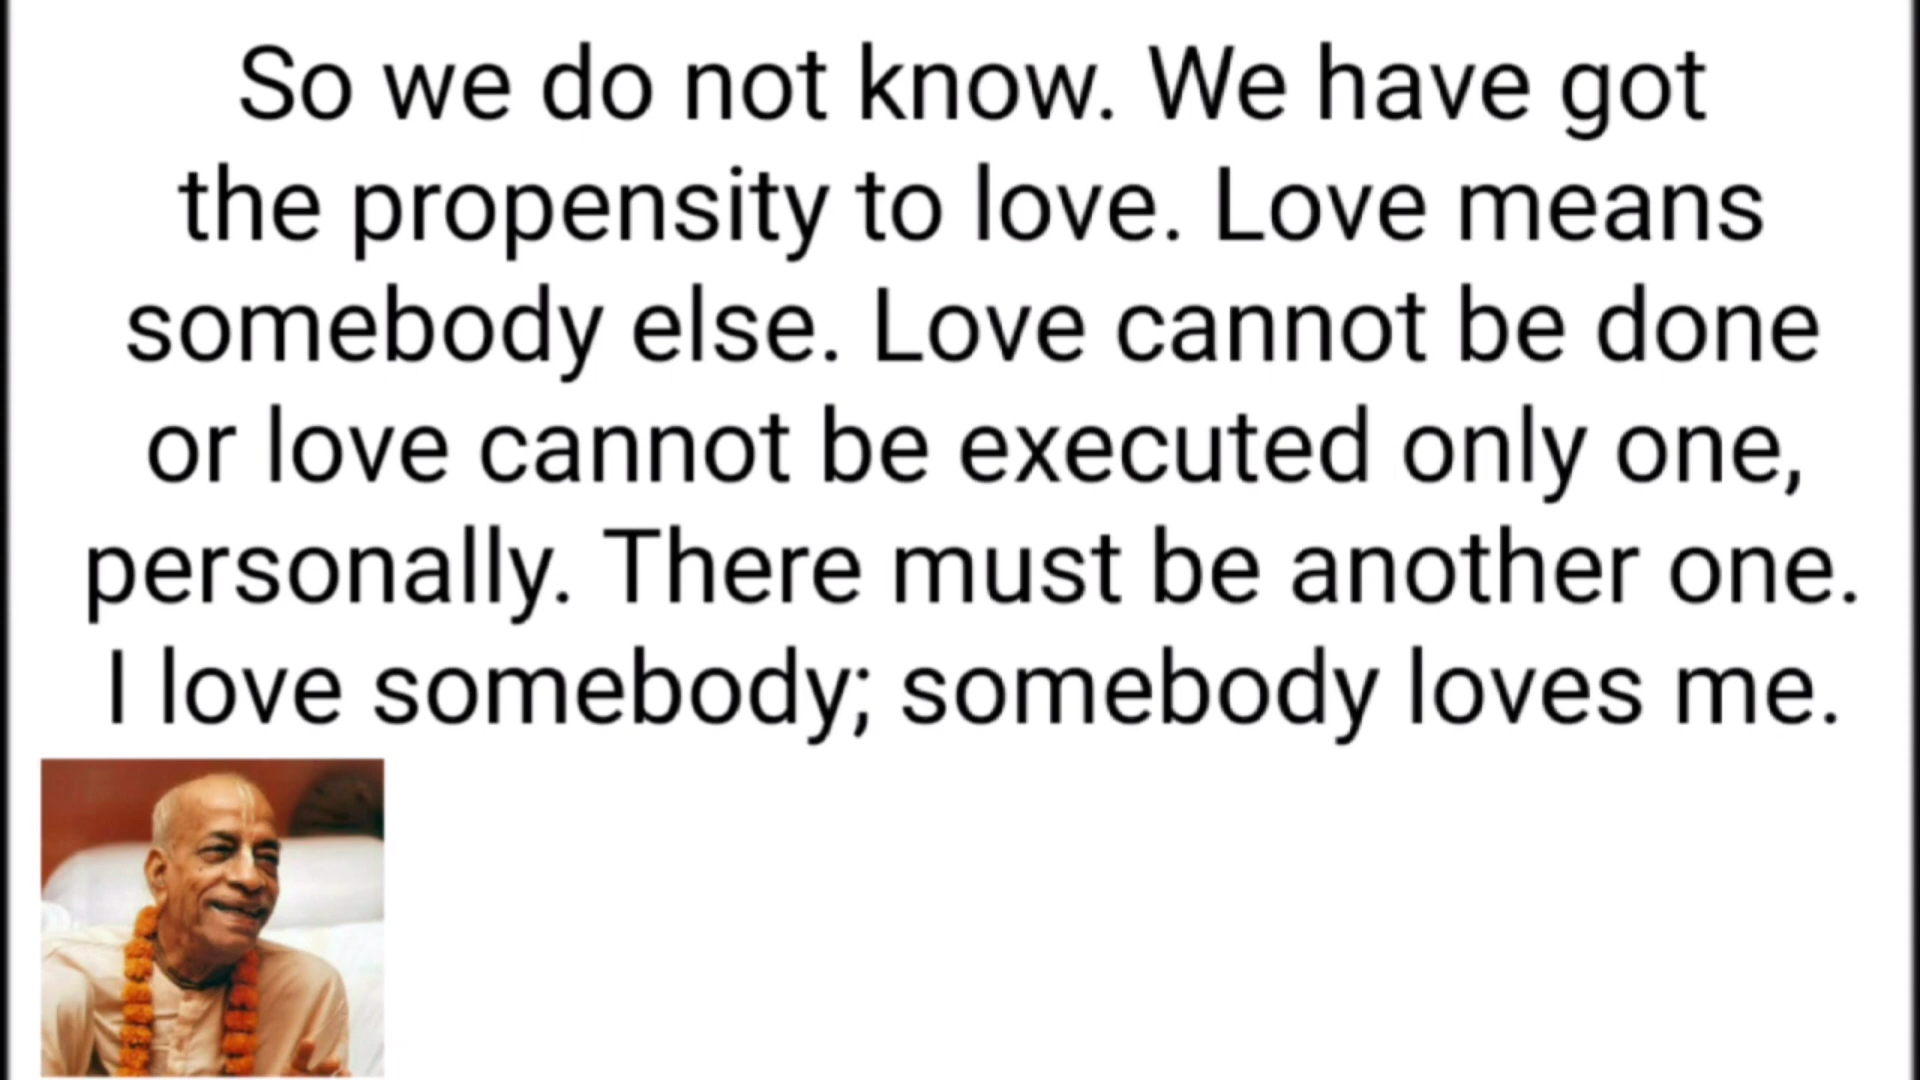 So we do not know. We have got
the propensity to love. Love means
somebody else. Love cannot be done
or love cannot be executed only one,
personally. There must be another one.
I love somebody; somebody loves me.